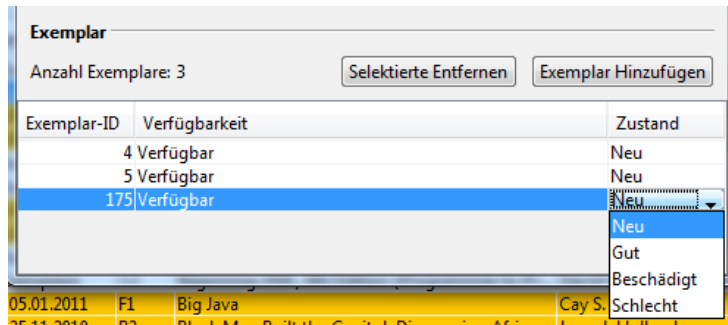 Exemplar
Anzahl Exemplare: 3 Selektierte Entfernen Exemplar Hinzufügen
Exemplar-ID Verfügbarkeit Zustand
4 Verfügbar Neu
5 Verfügbar Neu
175 Verfügbar Neu
Neu
Gut
Beschädigt
Schlecht
05.01.2011 F1 Big Java Cay S.